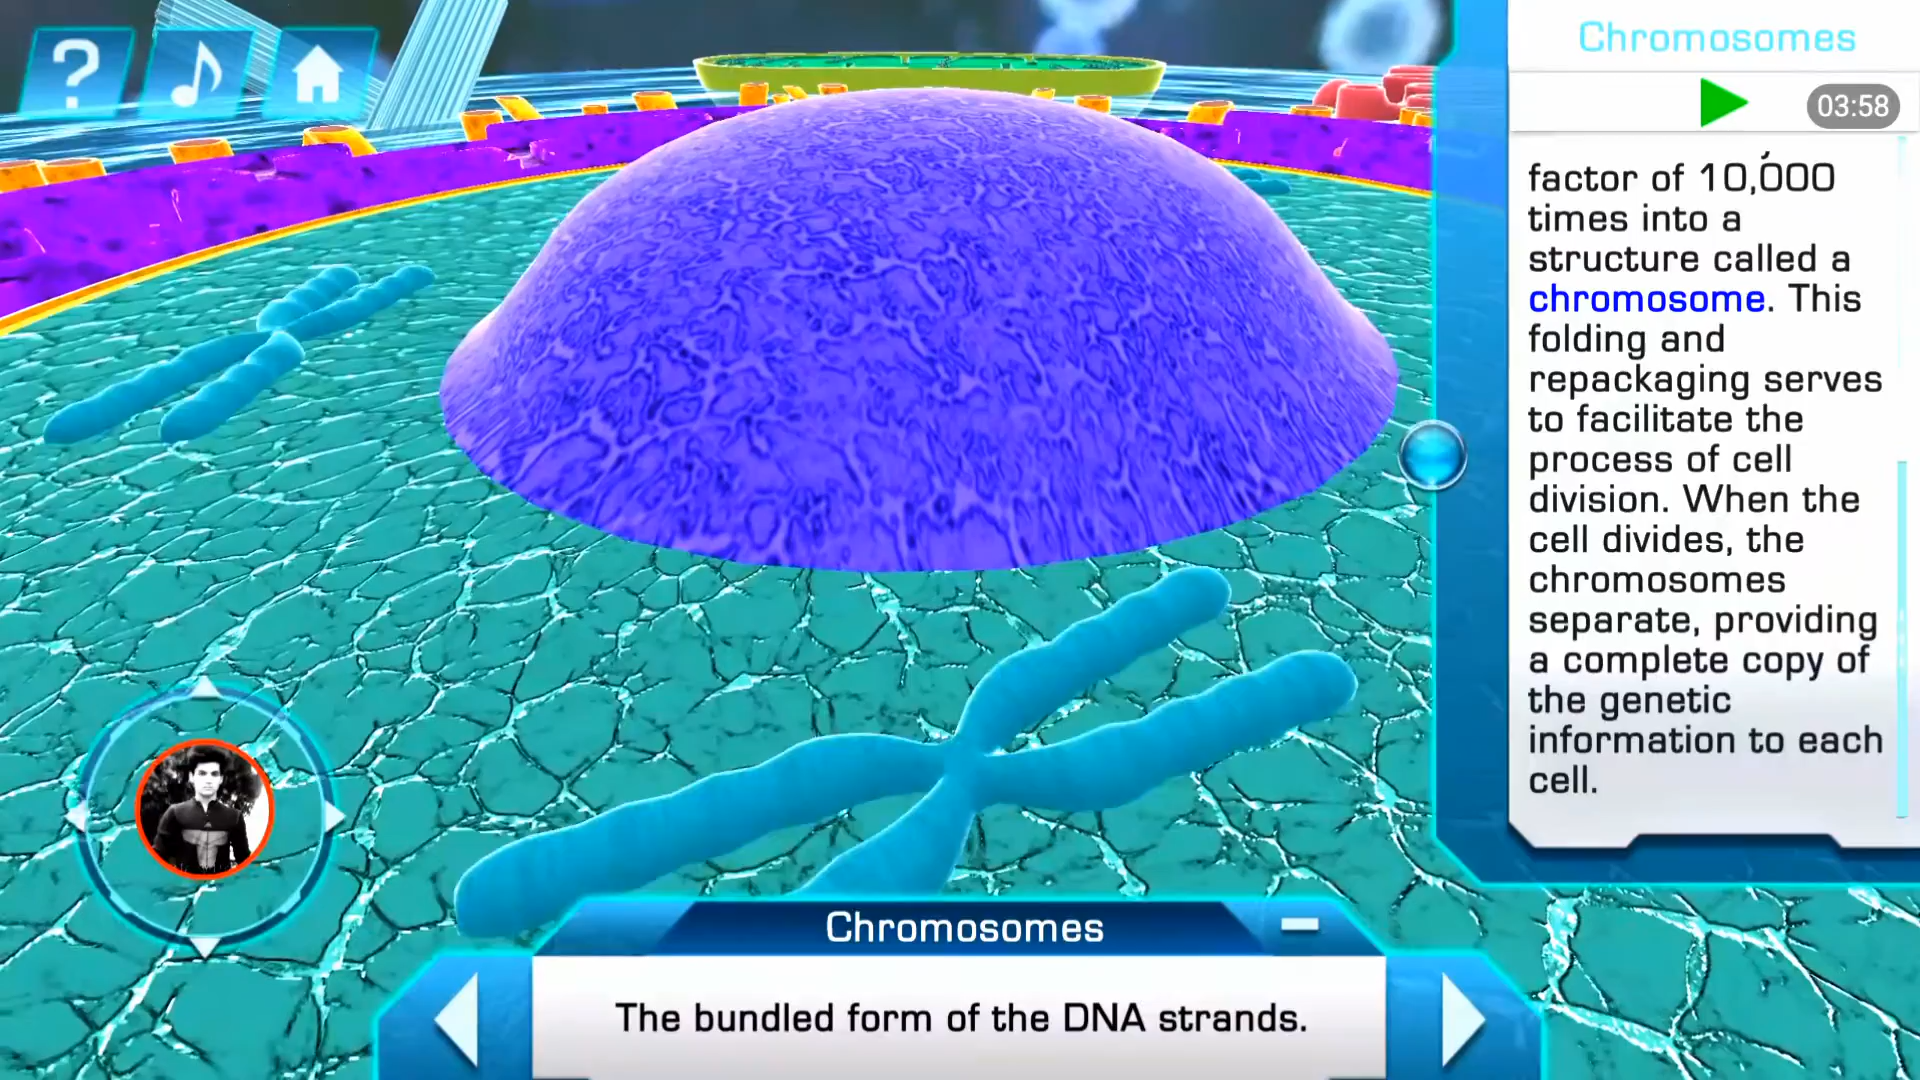 ?
Chromosomes
03:58
factor of 10,000
times into a
structure called a
chromosome. This
folding and
repackaging serves
to facilitate the
process of cell
division. When the
cell divides, the
chromosomes
separate, providing
a complete copy of
the genetic
information to each
cell.
Chromosomes
The bundled form of the DNA strands.